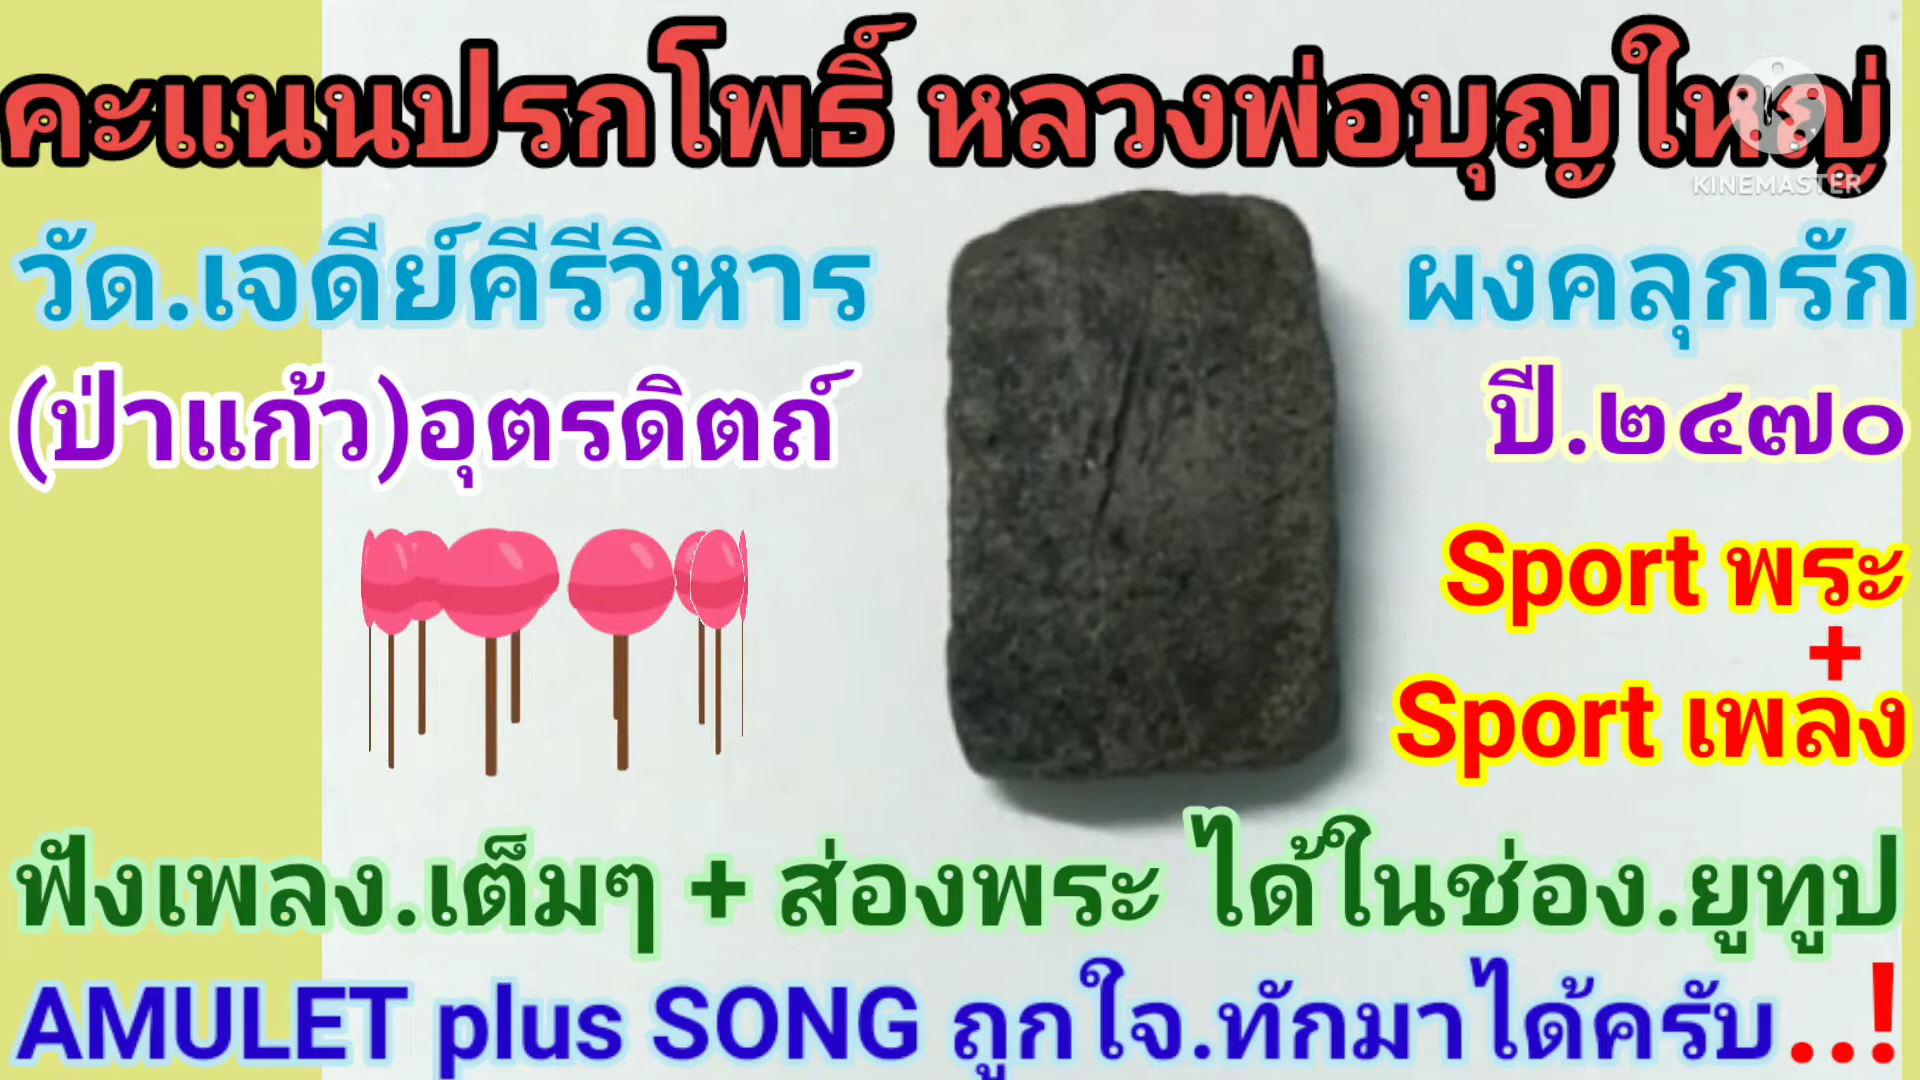 คะแนนปรกโพธิ์ หลวงพ่อบุญใหญ่
KINEMASTER
วัด.เจดีย์คีรีวิหาร
ผงคลุกรัก
(ป่าแก้ว)อุตรดิตถ์
ปี.๒๔๗๐
Sport พระ
+
Sport เพลง
ฟังเพลง.เต็มๆ + ส่องพระ ได้ในช่อง.ยูทูป
AMULET plus SONG ถูกใจ.ทักมาได้ครับ..!